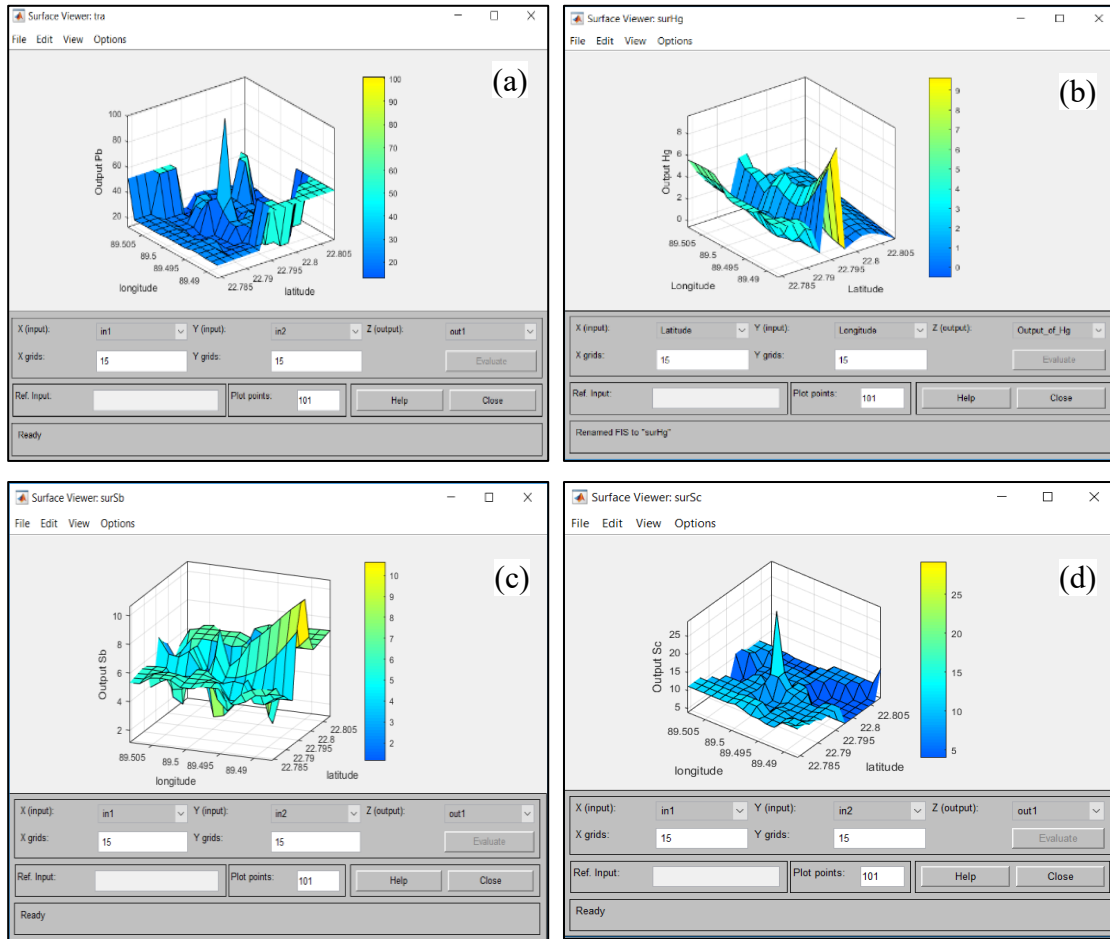 Surface Viewer: tra
File Edit View Options
(a)
100
80
60
40
20
Output Pb
89.505
89.5
89.495
89.49
longitude
22.785
22.79
22.795
22.8
22.805
latitude
100
90
80
70
60
50
40
30
20
X (input): in1 Y (input): in2 Z (output): out1
X grids: 15 Y grids: 15 Evaluate
Ref. Input: Plot points: 101 Help Close
Ready
Surface Viewer: surHg
File Edit View Options
(b)
8
6
4
2
0
Output Hg
89.505
89.5
89.495
89.49
Longitude
22.785
22.79
22.795
22.8
22.805
Latitude
9
8
7
6
5
4
3
2
1
0
X (input): Latitude Y (input): Longitude Z (output): Output_of_Hg
X grids: 15 Y grids: 15 Evaluate
Ref. Input: Plot points: 101 Help Close
Renamed FIS to "surHg"
Surface Viewer: surSb
File Edit View Options
(c)
10
8
6
4
2
Output Sb
89.505
89.5
89.495
89.49
longitude
22.785
22.79
22.795
22.8
22.805
latitude
10
9
8
7
6
5
4
3
2
X (input): in1 Y (input): in2 Z (output): out1
X grids: 15 Y grids: 15 Evaluate
Ref. Input: Plot points: 101 Help Close
Ready
Surface Viewer: surSc
File Edit View Options
(d)
25
20
15
10
5
Output Sc
89.505
89.5
89.495
89.49
longitude
22.785
22.79
22.795
22.8
22.805
latitude
25
20
15
10
5
X (input): in1 Y (input): in2 Z (output): out1
X grids: 15 Y grids: 15 Evaluate
Ref. Input: Plot points: 101 Help Close
Ready